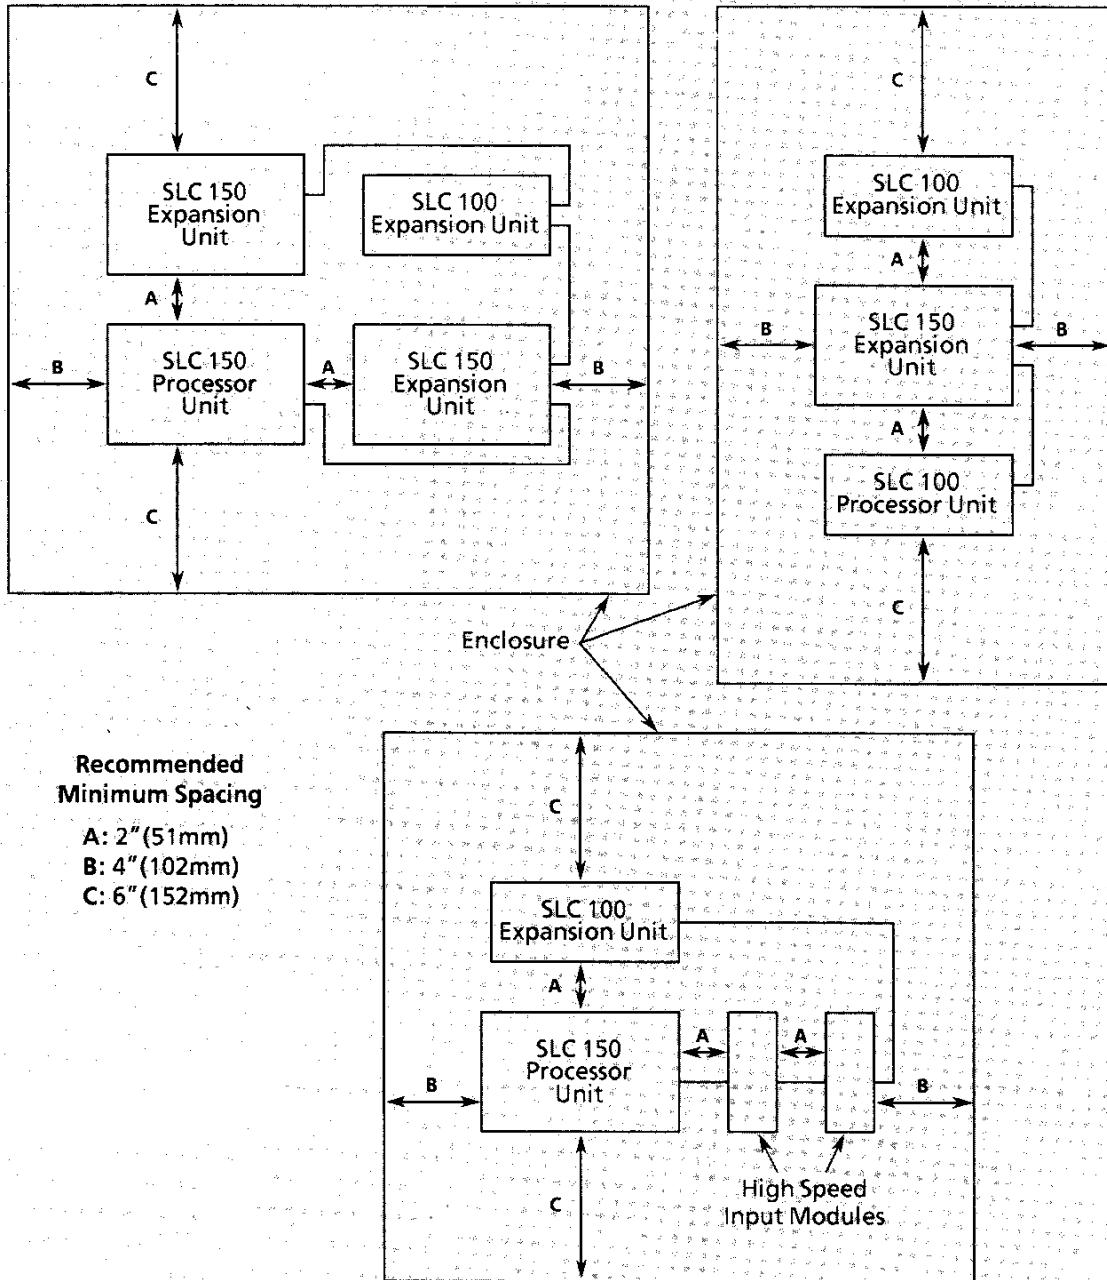 C
SLC 150
Expansion
Unit
SLC 100
Expansion Unit
A
B
SLC 150
Processor
Unit
A
SLC 150
Expansion
Unit
B
C
C
SLC 100
Expansion Unit
A
B
SLC 150
Expansion
Unit
B
A
SLC 100
Processor Unit
C
Enclosure
Recommended
Minimum Spacing
A: 2" (51mm)
B: 4" (102mm)
C: 6" (152mm)
C
SLC 100
Expansion Unit
A
B
SLC 150
Processor
Unit
A
A
B
C
High Speed
Input Modules